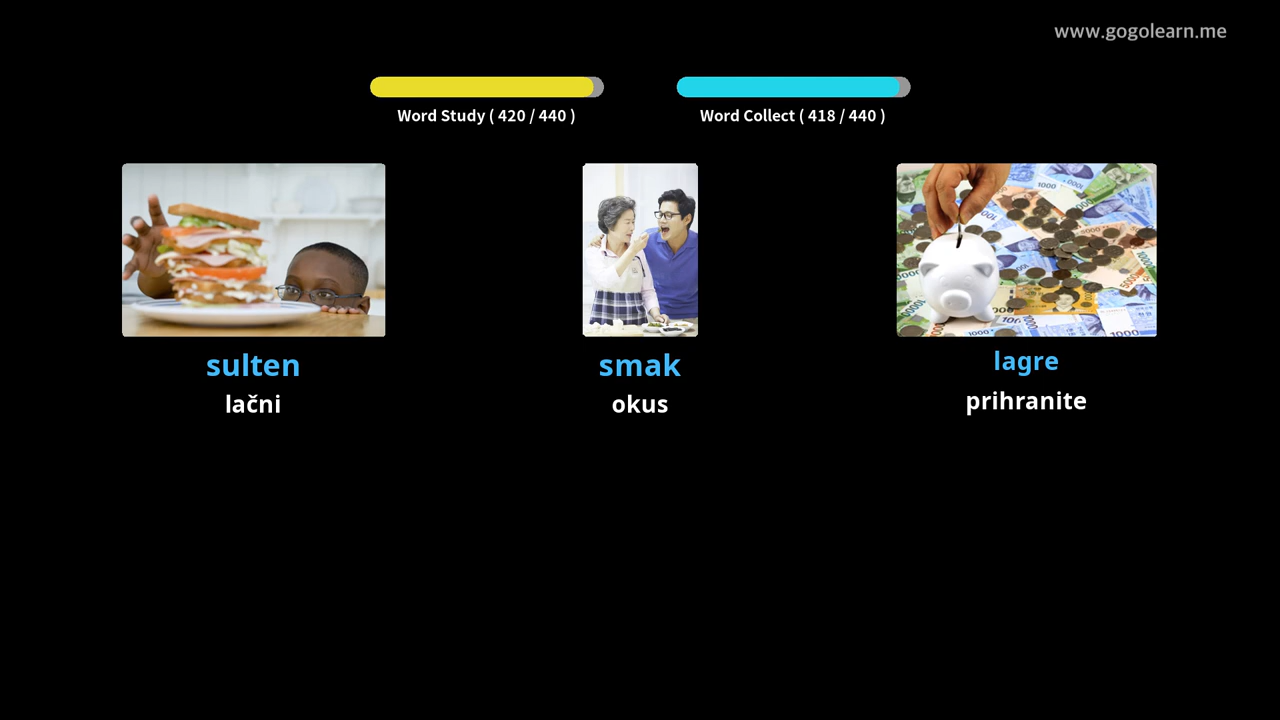 www.gogolearn.me
Word Study ( 420 / 440 )
Word Collect ( 418 / 440 )
sulten
smak
lagre
lačni
okus
prihranite